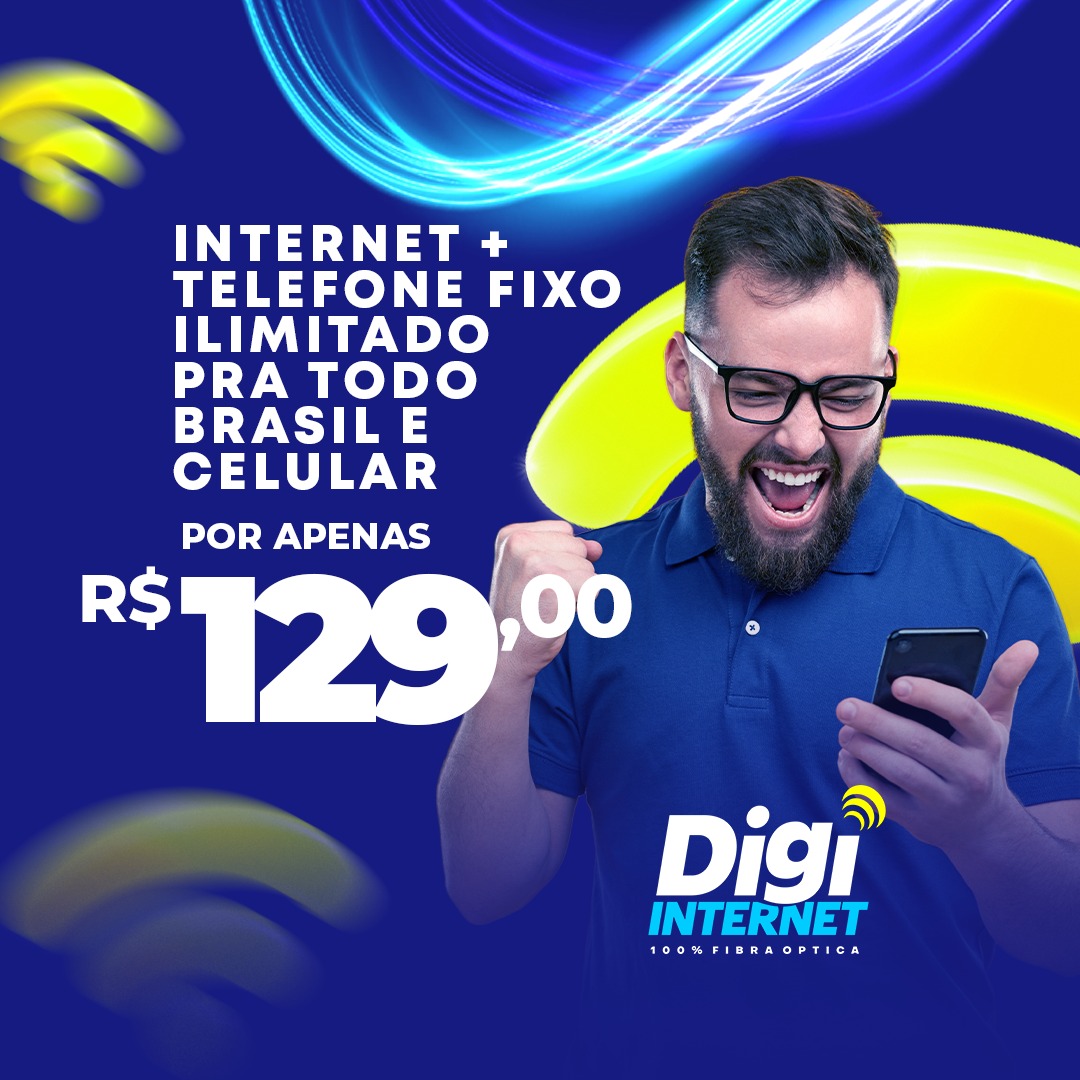 INTERNET +
TELEFONE FIXO
ILIMITADO
PRA TODO
BRASIL E
CELULAR
POR APENAS
R$129,00
Digi
INTERNET
100% FIBRA OPTICA